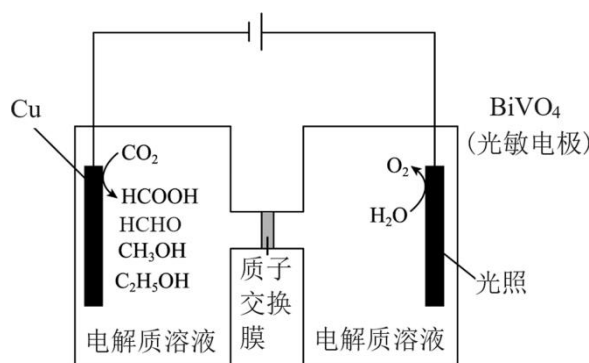 Cu
BiVO₄
(光敏电极)
CO₂
HCOOH
HCHO
CH₃OH
C₂H₅OH
O₂
H₂O
质子
交换
膜
光照
电解质溶液
电解质溶液